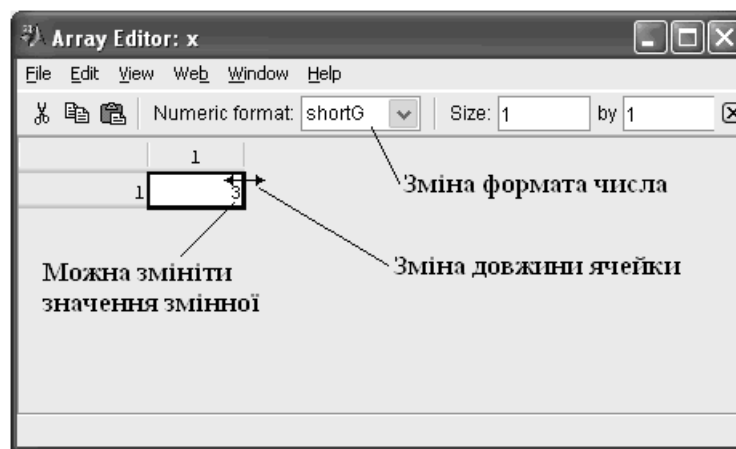 Array Editor: x
File Edit View Web Window Help
Numeric format: shortG Size: 1 by 1
1
1 3
Зміна формата числа
Зміна довжини ячейки
Можна змініти
значення змінної